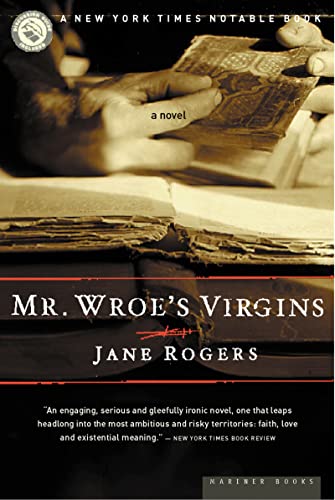 A NEW YORK TIMES NOTABLE BOOK
a novel
MR. WROE'S VIRGINS
JANE ROGERS
"An engaging, serious and gleefully ironic novel, one that leaps
headlong into the most ambitious and risky territories: faith, love
and existential meaning." — NEW YORK TIMES BOOK REVIEW
MARINER BOOKS